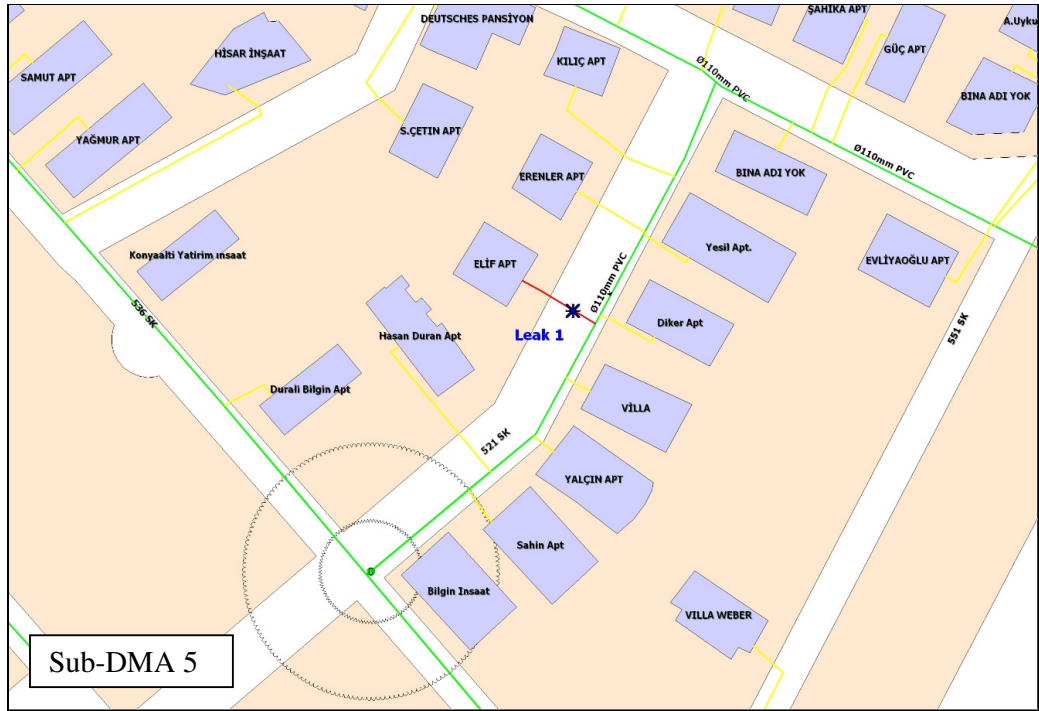 DEUTSCHES PANSİYON
ŞAHIKA APT
A.Uyku
HİSAR İNŞAAT
GÜÇ APT
KILIÇ APT
SAMUT APT
Ø110mm PVC
BINA ADI YOK
S.ÇETIN APT
YAĞMUR APT
Ø110mm PVC
ERENLER APT
BINA ADI YOK
Konyaalti Yatirim ınsaat
Yesil Apt.
ELİF APT
EVLİYAOĞLU APT
Ø110mm PVC
536 SK
Leak 1
Diker Apt
551 SK
Hasan Duran Apt
Durali Bilgin Apt
VİLLA
521 SK
YALÇIN APT
Sahin Apt
Bilgin Insaat
VILLA WEBER
Sub-DMA 5